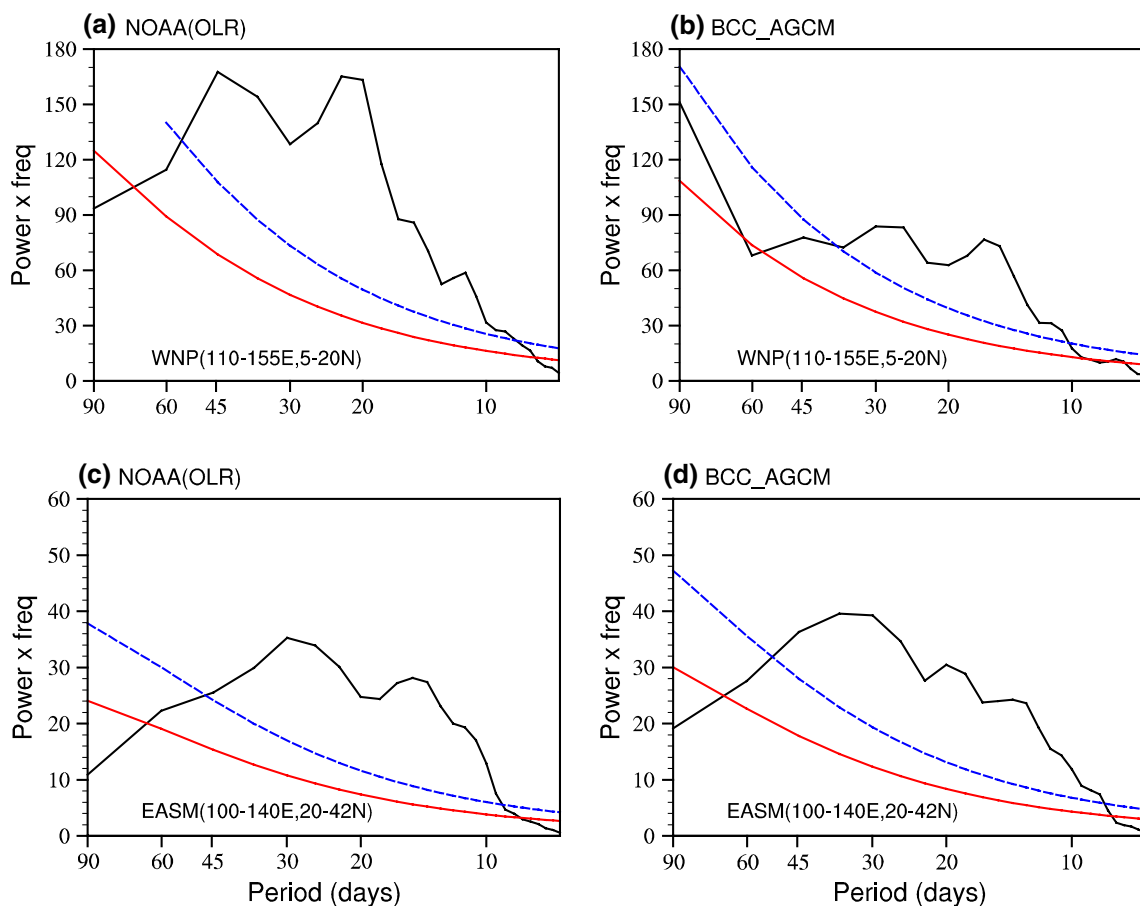 (a) NOAA(OLR)
(b) BCC_AGCM
180
150
120
90
60
30
0
Power x freq
WNP(110-155E,5-20N)
90 60 45 30 20 10
180
150
120
90
60
30
0
Power x freq
WNP(110-155E,5-20N)
90 60 45 30 20 10
(c) NOAA(OLR)
(d) BCC_AGCM
60
50
40
30
20
10
0
Power x freq
EASM(100-140E,20-42N)
90 60 45 30 20 10
Period (days)
60
50
40
30
20
10
0
Power x freq
EASM(100-140E,20-42N)
90 60 45 30 20 10
Period (days)